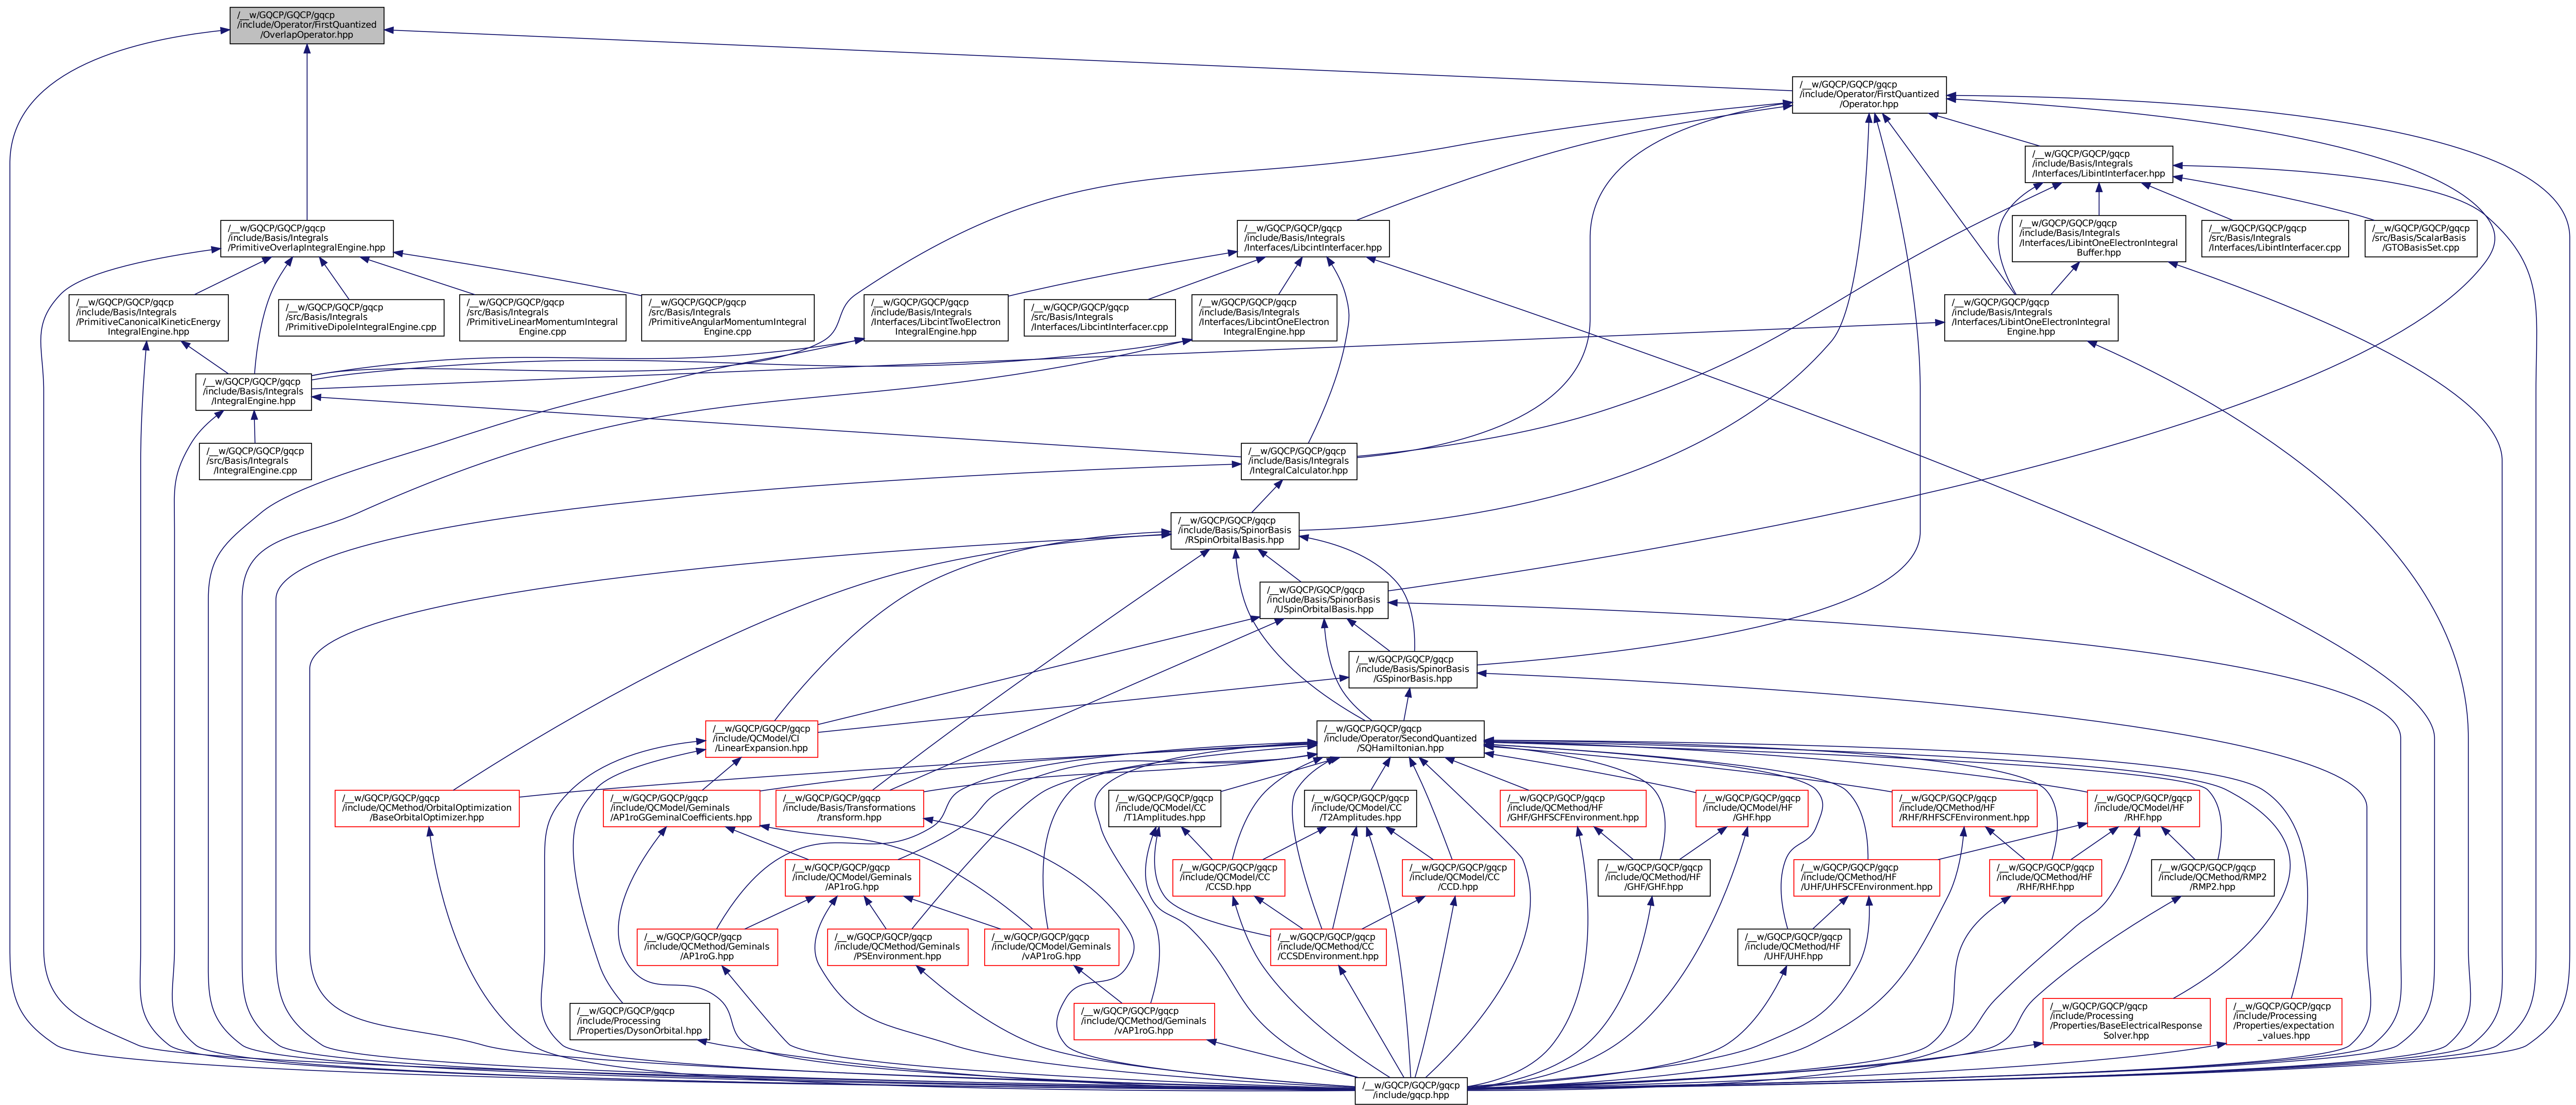 /__w/GQCP/GQCP/gqcp
/include/Operator/FirstQuantized
/OverlapOperator.hpp
/__w/GQCP/GQCP/gqcp
/include/Operator/FirstQuantized
/Operator.hpp
/__w/GQCP/GQCP/gqcp
/include/Basis/Integrals
/Interfaces/LibintInterfacer.hpp
/__w/GQCP/GQCP/gqcp
/include/Basis/Integrals
/PrimitiveOverlapIntegralEngine.hpp
/__w/GQCP/GQCP/gqcp
/include/Basis/Integrals
/Interfaces/LibcintInterfacer.hpp
/__w/GQCP/GQCP/gqcp
/include/Basis/Integrals
/Interfaces/LibintOneElectronIntegral
Buffer.hpp
/__w/GQCP/GQCP/gqcp
/src/Basis/Integrals
/Interfaces/LibintInterfacer.cpp
/__w/GQCP/GQCP/gqcp
/src/Basis/ScalarBasis
/GTOBasisSet.cpp
/__w/GQCP/GQCP/gqcp
/include/Basis/Integrals
/PrimitiveCanonicalKineticEnergy
IntegralEngine.hpp
/__w/GQCP/GQCP/gqcp
/src/Basis/Integrals
/PrimitiveDipoleIntegralEngine.cpp
/__w/GQCP/GQCP/gqcp
/src/Basis/Integrals
/PrimitiveLinearMomentumIntegral
Engine.cpp
/__w/GQCP/GQCP/gqcp
/src/Basis/Integrals
/PrimitiveAngularMomentumIntegral
Engine.cpp
/__w/GQCP/GQCP/gqcp
/include/Basis/Integrals
/Interfaces/LibcintTwoElectron
IntegralEngine.hpp
/__w/GQCP/GQCP/gqcp
/src/Basis/Integrals
/Interfaces/LibcintInterfacer.cpp
/__w/GQCP/GQCP/gqcp
/include/Basis/Integrals
/Interfaces/LibcintOneElectron
IntegralEngine.hpp
/__w/GQCP/GQCP/gqcp
/include/Basis/Integrals
/Interfaces/LibintOneElectronIntegral
Engine.hpp
/__w/GQCP/GQCP/gqcp
/include/Basis/Integrals
/IntegralEngine.hpp
/__w/GQCP/GQCP/gqcp
/src/Basis/Integrals
/IntegralEngine.cpp
/__w/GQCP/GQCP/gqcp
/include/Basis/Integrals
/IntegralCalculator.hpp
/__w/GQCP/GQCP/gqcp
/include/Basis/SpinorBasis
/RSpinOrbitalBasis.hpp
/__w/GQCP/GQCP/gqcp
/include/Basis/SpinorBasis
/USpinOrbitalBasis.hpp
/__w/GQCP/GQCP/gqcp
/include/Basis/SpinorBasis
/GSpinorBasis.hpp
/__w/GQCP/GQCP/gqcp
/include/QCModel/CI
/LinearExpansion.hpp
/__w/GQCP/GQCP/gqcp
/include/Operator/SecondQuantized
/SQHamiltonian.hpp
/__w/GQCP/GQCP/gqcp
/include/QCMethod/OrbitalOptimization
/BaseOrbitalOptimizer.hpp
/__w/GQCP/GQCP/gqcp
/include/QCModel/Geminals
/AP1roGGeminalCoefficients.hpp
/__w/GQCP/GQCP/gqcp
/include/Basis/Transformations
/transform.hpp
/__w/GQCP/GQCP/gqcp
/include/QCModel/CC
/T1Amplitudes.hpp
/__w/GQCP/GQCP/gqcp
/include/QCModel/CC
/T2Amplitudes.hpp
/__w/GQCP/GQCP/gqcp
/include/QCMethod/HF
/GHF/GHFSCFEnvironment.hpp
/__w/GQCP/GQCP/gqcp
/include/QCModel/HF
/GHF.hpp
/__w/GQCP/GQCP/gqcp
/include/QCMethod/HF
/RHF/RHFSCFEnvironment.hpp
/__w/GQCP/GQCP/gqcp
/include/QCModel/HF
/RHF.hpp
/__w/GQCP/GQCP/gqcp
/include/QCModel/Geminals
/AP1roG.hpp
/__w/GQCP/GQCP/gqcp
/include/QCModel/CC
/CCSD.hpp
/__w/GQCP/GQCP/gqcp
/include/QCModel/CC
/CCD.hpp
/__w/GQCP/GQCP/gqcp
/include/QCMethod/HF
/GHF/GHF.hpp
/__w/GQCP/GQCP/gqcp
/include/QCMethod/HF
/UHF/UHFSCFEnvironment.hpp
/__w/GQCP/GQCP/gqcp
/include/QCMethod/HF
/RHF/RHF.hpp
/__w/GQCP/GQCP/gqcp
/include/QCMethod/RMP2
/RMP2.hpp
/__w/GQCP/GQCP/gqcp
/include/QCMethod/Geminals
/AP1roG.hpp
/__w/GQCP/GQCP/gqcp
/include/QCMethod/Geminals
/PSEnvironment.hpp
/__w/GQCP/GQCP/gqcp
/include/QCModel/Geminals
/vAP1roG.hpp
/__w/GQCP/GQCP/gqcp
/include/QCMethod/CC
/CCSDEnvironment.hpp
/__w/GQCP/GQCP/gqcp
/include/QCMethod/HF
/UHF/UHF.hpp
/__w/GQCP/GQCP/gqcp
/include/Processing
/Properties/DysonOrbital.hpp
/__w/GQCP/GQCP/gqcp
/include/QCMethod/Geminals
/vAP1roG.hpp
/__w/GQCP/GQCP/gqcp
/include/Processing
/Properties/BaseElectricalResponse
Solver.hpp
/__w/GQCP/GQCP/gqcp
/include/Processing
/Properties/expectation
_values.hpp
/__w/GQCP/GQCP/gqcp
/include/gqcp.hpp